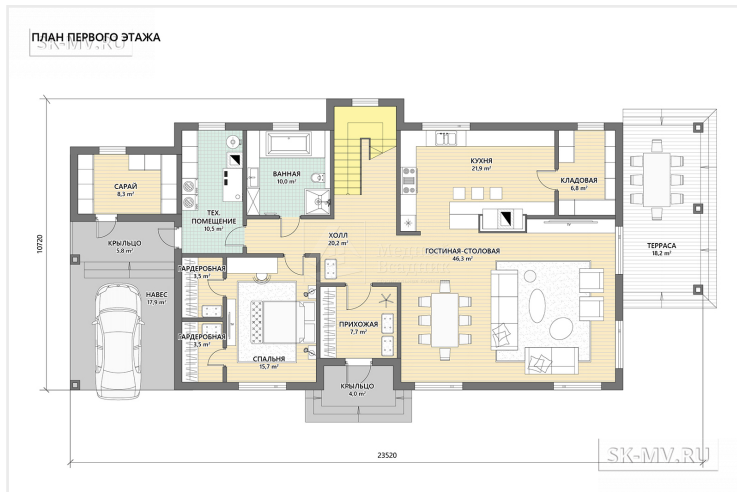 ПЛАН ПЕРВОГО ЭТАЖА
SK-MV.RU
10720
САРАЙ
8,3 m²
КРЫЛЬЦО
5,8 m²
НАВЕС
17,9 m²
ТЕХ.
ПОМЕЩЕНИЕ
10,5 m²
ВАННАЯ
10,0 m²
КУХНЯ
21,9 m²
КЛАДОВАЯ
6,8 m²
ТЕРРАСА
18,2 m²
ХОЛЛ
20,2 m²
ГОСТИНАЯ-СТОЛОВАЯ
46,3 m²
ГАРДЕРОБНАЯ
3,5 m²
ГАРДЕРОБНАЯ
3,5 m²
СПАЛЬНЯ
15,7 m²
ПРИХОЖАЯ
7,7 m²
КРЫЛЬЦО
4,0 m²
23520
SK-MV.RU